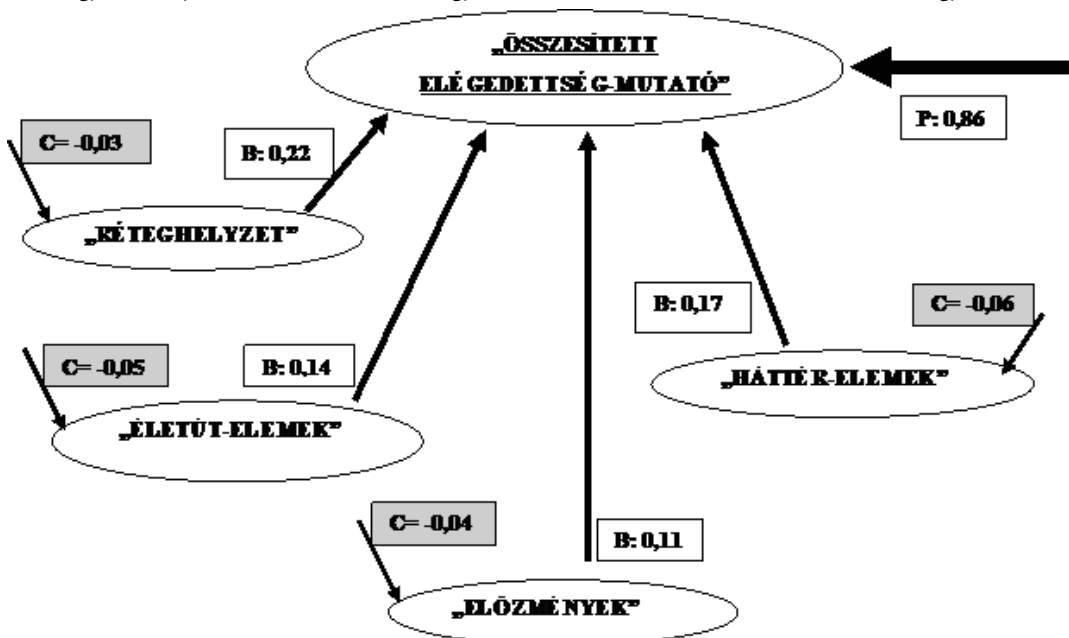 „ÖSSZESÍTETT
ELÉGEDETTSÉG-MUTATÓ”
P: 0,86
C= -0,03
B: 0,22
„RÉTEGHELYZET”
B: 0,17
C= -0,06
C= -0,05
B: 0,14
„HÁTTÉR-ELEMEK”
„ÉLETÚT-ELEMEK”
C= -0,04
B: 0,11
„ELŐZMÉNYEK”